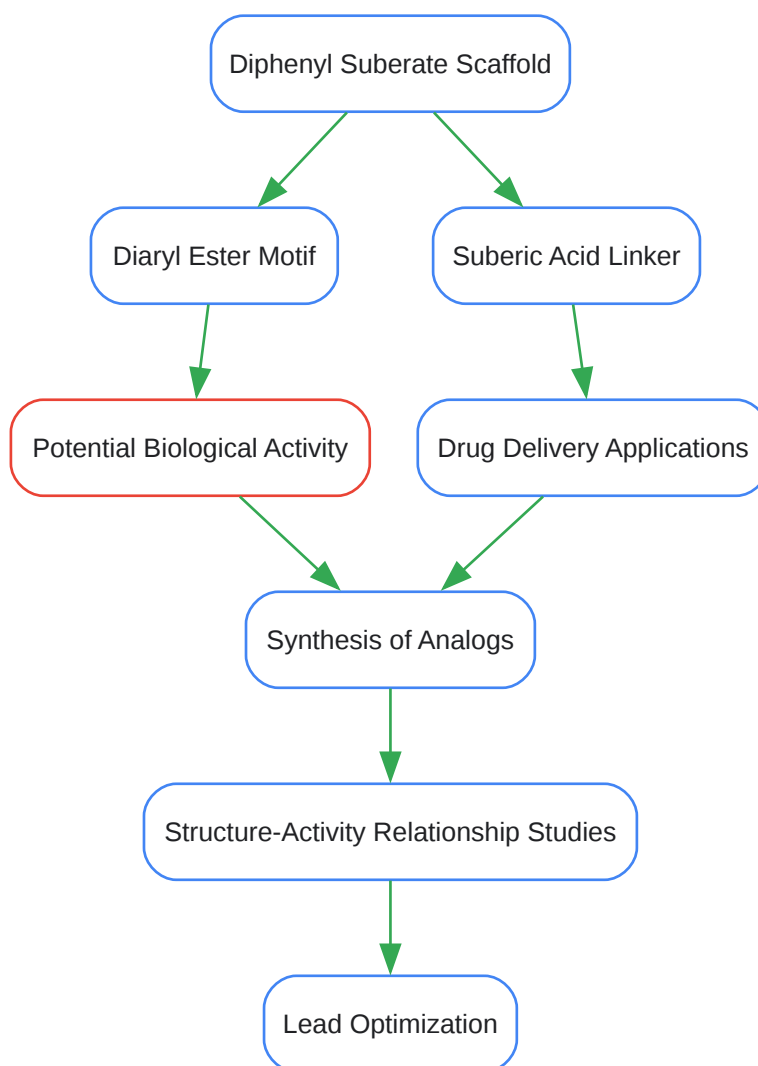 Diphenyl Suberate Scaffold
Diaryl Ester Motif
Suberic Acid Linker
Potential Biological Activity
Drug Delivery Applications
Synthesis of Analogs
Structure-Activity Relationship Studies
Lead Optimization